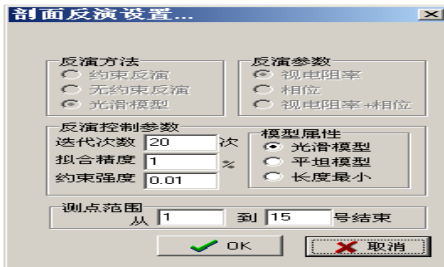 剖面反演设置...
反演方法
约束反演
无约束反演
光滑模型
反演参数
视电阻率
相位
视电阻率+相位
反演控制参数
迭代次数 20 次
拟合精度 1 %
约束强度 0.01
模型属性
光滑模型
平坦模型
长度最小
测点范围
从 1 到 15 号结束
OK
取消